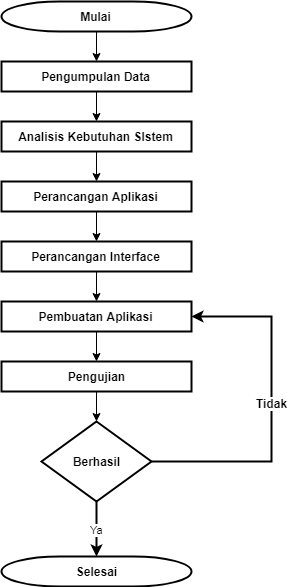 Mulai
Pengumpulan Data
Analisis Kebutuhan SIstem
Perancangan Aplikasi
Perancangan Interface
Pembuatan Aplikasi
Pengujian
Tidak
Berhasil
Ya
Selesai